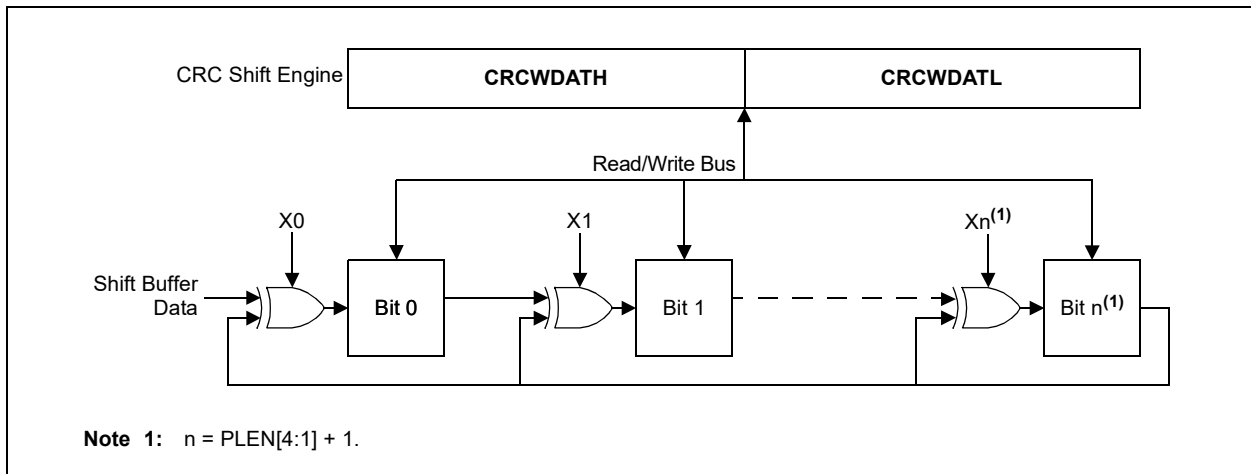 CRC Shift Engine
CRCWDATH
CRCWDATL
Read/Write Bus
X0
X1
Xn(1)
Shift Buffer
Data
Bit 0
Bit 1
Bit n(1)
Note 1: n = PLEN[4:1] + 1.